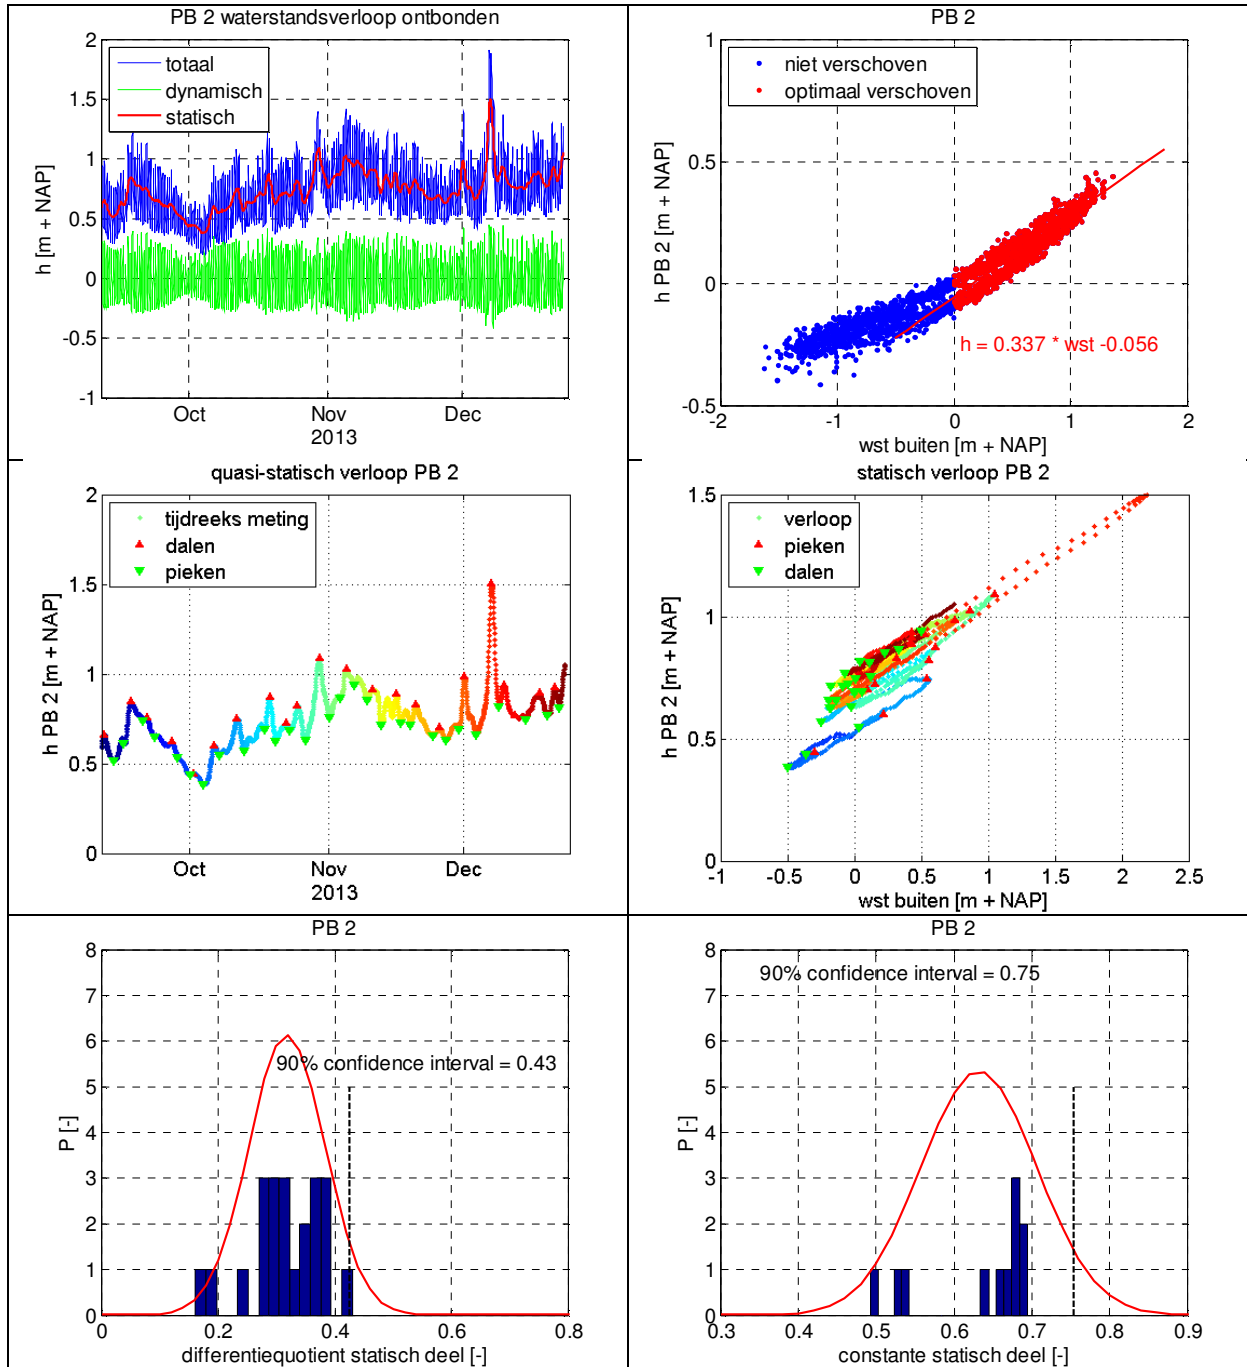 PB 2 waterstandsverloop ontbonden
2
1.5
1
0.5
0
-0.5
-1
h [m + NAP]
totaal
dynamisch
statisch
Oct
Nov
Dec
2013
PB 2
1
0.5
0
-0.5
h PB 2 [m + NAP]
niet verschoven
optimaal verschoven
h = 0.337 * wst -0.056
-2
-1
0
1
2
wst buiten [m + NAP]
quasi-statisch verloop PB 2
2
1.5
1
0.5
0
h PB 2 [m + NAP]
tijdreeks meting
dalen
pieken
Oct
Nov
Dec
2013
statisch verloop PB 2
1.5
1
0.5
0
h PB 2 [m + NAP]
verloop
pieken
dalen
-1
-0.5
0
0.5
1
1.5
2
2.5
wst buiten [m + NAP]
PB 2
8
7
6
5
4
3
2
1
0
P [-]
90% confidence interval = 0.43
0
0.2
0.4
0.6
0.8
differentiequotient statisch deel [-]
PB 2
8
7
6
5
4
3
2
1
0
P [-]
90% confidence interval = 0.75
0.3
0.4
0.5
0.6
0.7
0.8
0.9
constante statisch deel [-]